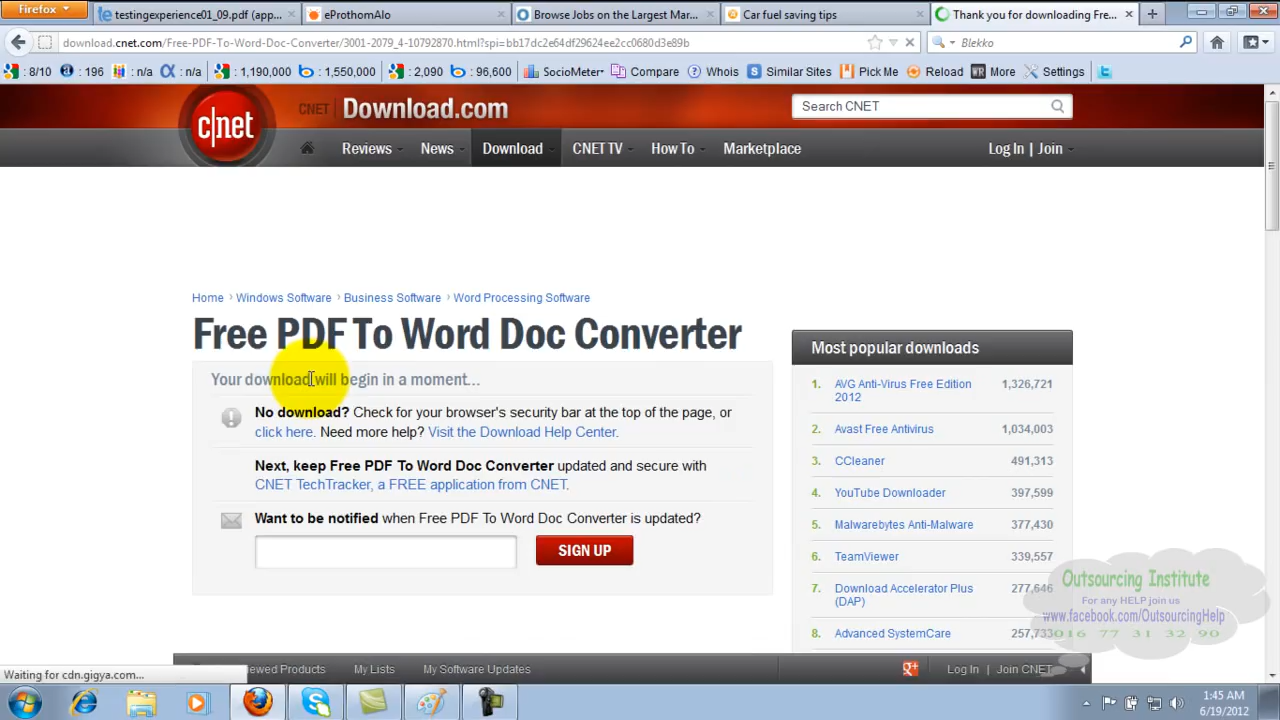 Firefox
testingexperience01_09.pdf (app...
eProthomAlo
Browse Jobs on the Largest Mar...
Car fuel saving tips
Thank you for downloading Fre...
download.cnet.com/Free-PDF-To-Word-Doc-Converter/3001-2079_4-10792870.html?spi=bb17dc2e64df29624ee2cc0680d3e89b
Blekko
: 8/10 : 196 : n/a : n/a : 1,190,000 : 1,550,000 : 2,090 : 96,600 SocioMeter Compare Whois Similar Sites Pick Me Reload More Settings
c|net
CNET Download.com
Search CNET
Reviews News Download CNET TV How To Marketplace Log In | Join
Home › Windows Software › Business Software › Word Processing Software
Free PDF To Word Doc Converter
Your download will begin in a moment...
No download? Check for your browser's security bar at the top of the page, or
click here. Need more help? Visit the Download Help Center.
Next, keep Free PDF To Word Doc Converter updated and secure with
CNET TechTracker, a FREE application from CNET.
Want to be notified when Free PDF To Word Doc Converter is updated?
SIGN UP
Most popular downloads
1. AVG Anti-Virus Free Edition 1,326,721
2012
2. Avast Free Antivirus 1,034,003
3. CCleaner 491,313
4. YouTube Downloader 397,599
5. Malwarebytes Anti-Malware 377,430
6. TeamViewer 339,557
7. Download Accelerator Plus 277,646
(DAP)
8. Advanced SystemCare 257,733
Outsourcing Institute
For any HELP join us
www.facebook.com/OutsourcingHelp
016 77 31 32 90
Products My Lists My Software Updates
Log In | Join CNET
Waiting for cdn.gigya.com...
1:45 AM
6/19/2012